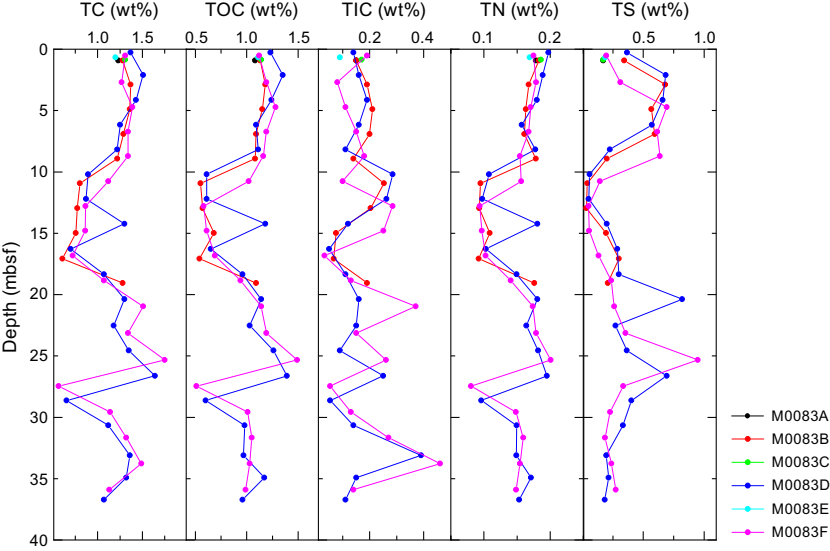 TC (wt%) TOC (wt%) TIC (wt%) TN (wt%) TS (wt%)
1.0 1.5 0.5 1.0 1.5 0.2 0.4 0.1 0.2 0.5 1.0
0
5
10
15
20
25
30
35
40
Depth (mbsf)
M0083A
M0083B
M0083C
M0083D
M0083E
M0083F